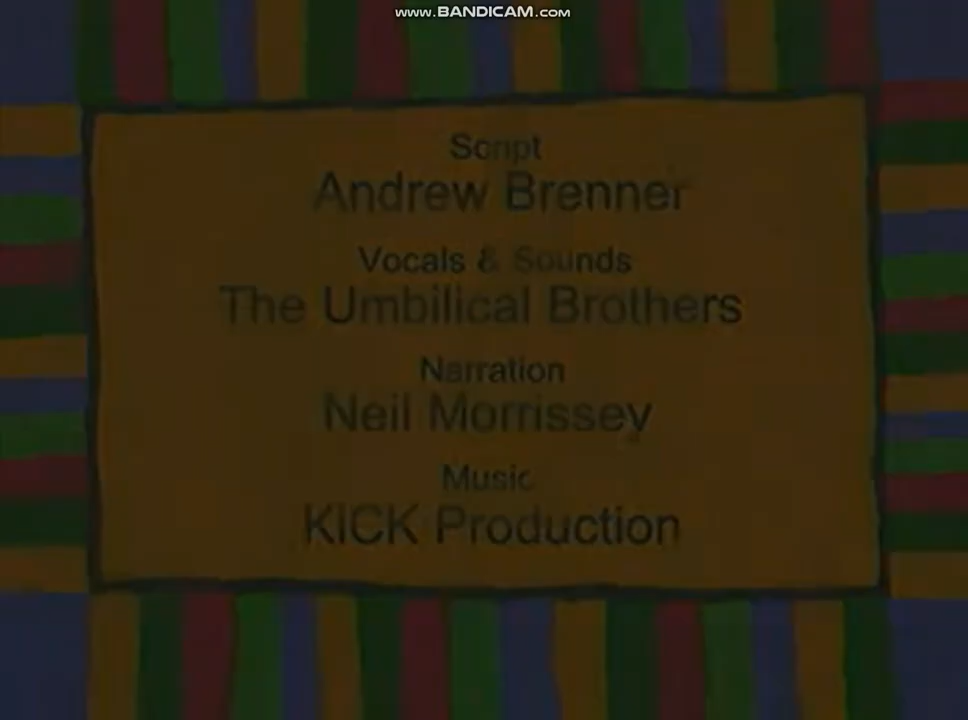 WWW.BANDICAM.COM
Script
Andrew Brenner
Vocals & Sounds
The Umbilical Brothers
Narration
Neil Morrissey
Music
KICK Production